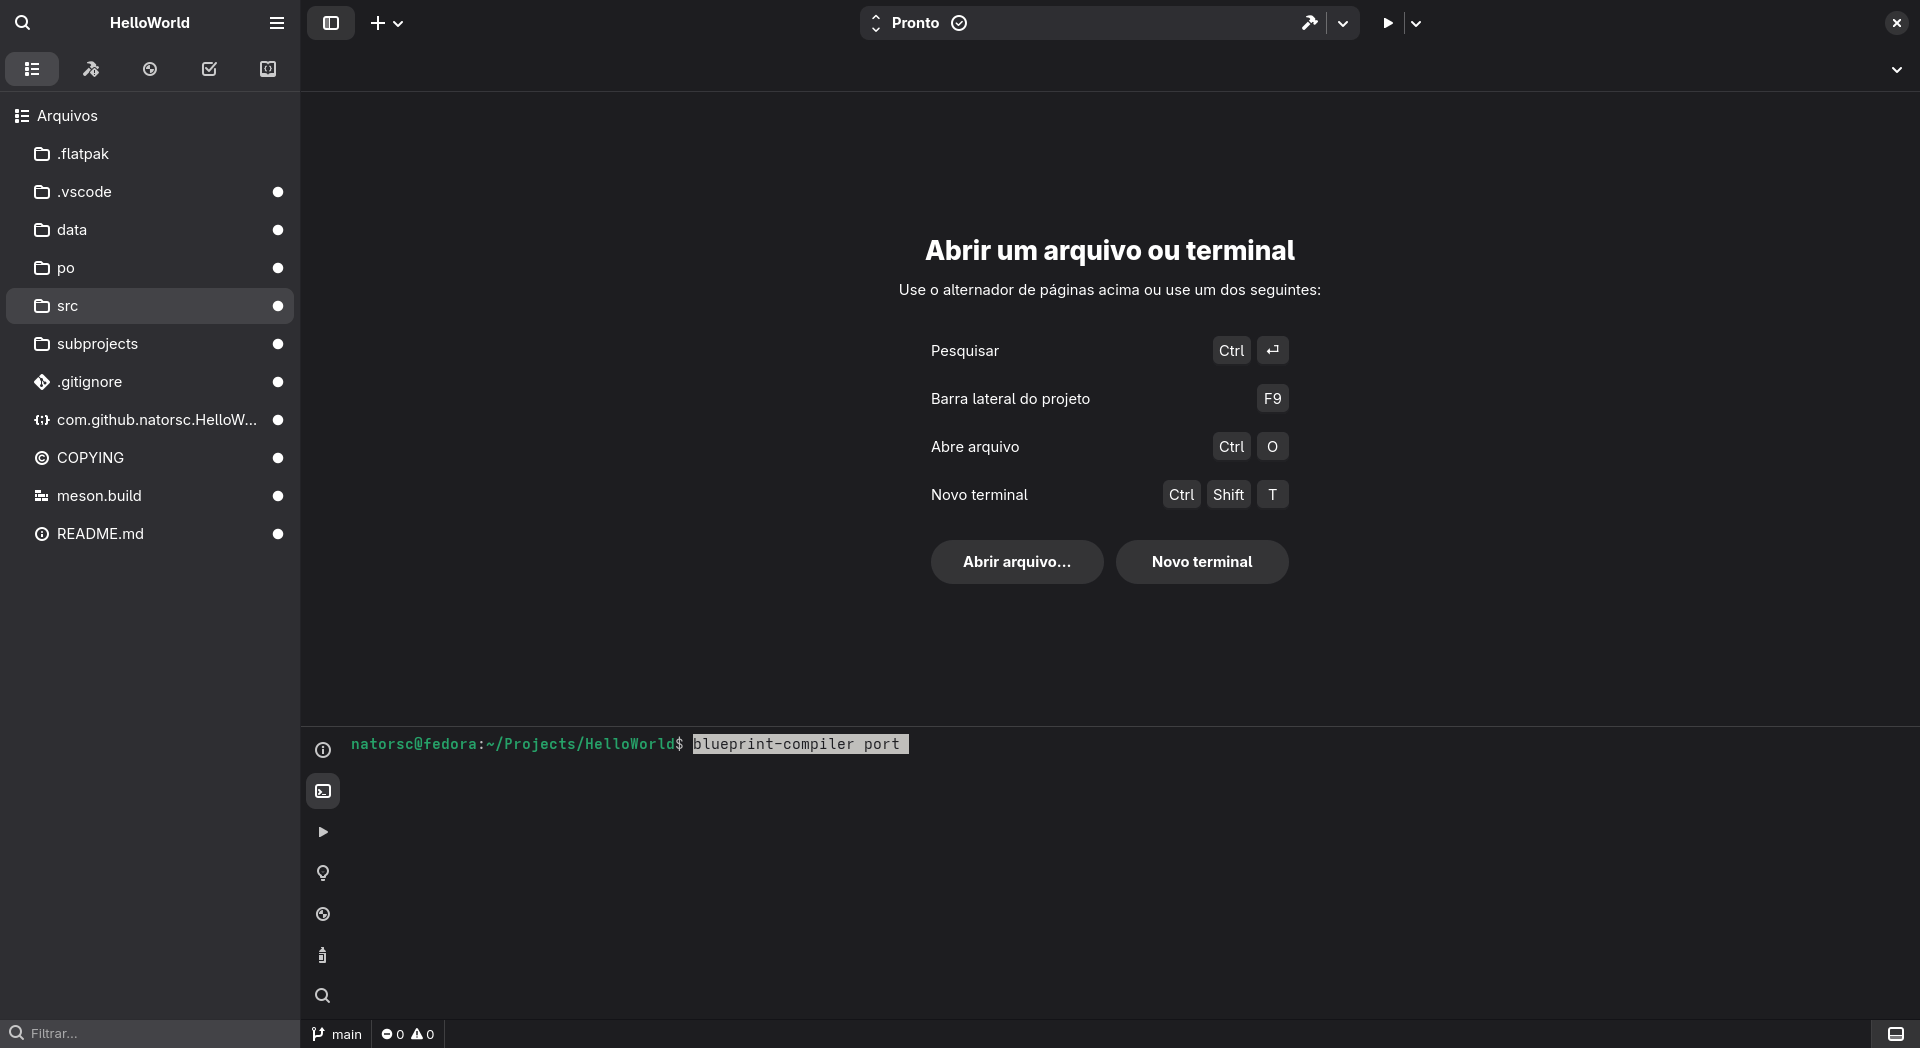 HelloWorld
Pronto
Arquivos
.flatpak
.vscode
data
po
src
subprojects
.gitignore
com.github.natorsc.HelloW...
COPYING
meson.build
README.md
Filtrar...
Abrir um arquivo ou terminal
Use o alternador de páginas acima ou use um dos seguintes:
Pesquisar Ctrl ↵
Barra lateral do projeto F9
Abre arquivo Ctrl O
Novo terminal Ctrl Shift T
Abrir arquivo... Novo terminal
natorsc@fedora:~/Projects/HelloWorld$ blueprint-compiler port
main 0 0